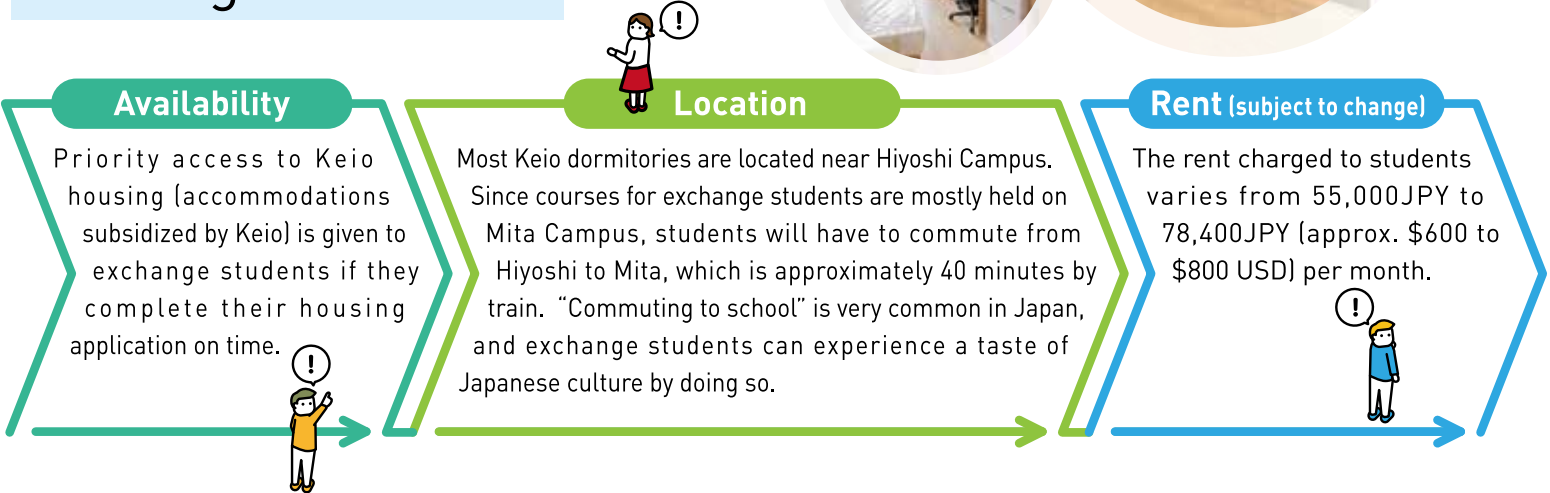 Availability
Priority access to Keio
housing (accommodations
subsidized by Keio) is given to
exchange students if they
complete their housing
application on time.
!
!
Location
Most Keio dormitories are located near Hiyoshi Campus.
Since courses for exchange students are mostly held on
Mita Campus, students will have to commute from
Hiyoshi to Mita, which is approximately 40 minutes by
train. “Commuting to school” is very common in Japan,
and exchange students can experience a taste of
Japanese culture by doing so.
Rent (subject to change)
The rent charged to students
varies from 55,000JPY to
78,400JPY (approx. $600 to
$800 USD) per month.
!